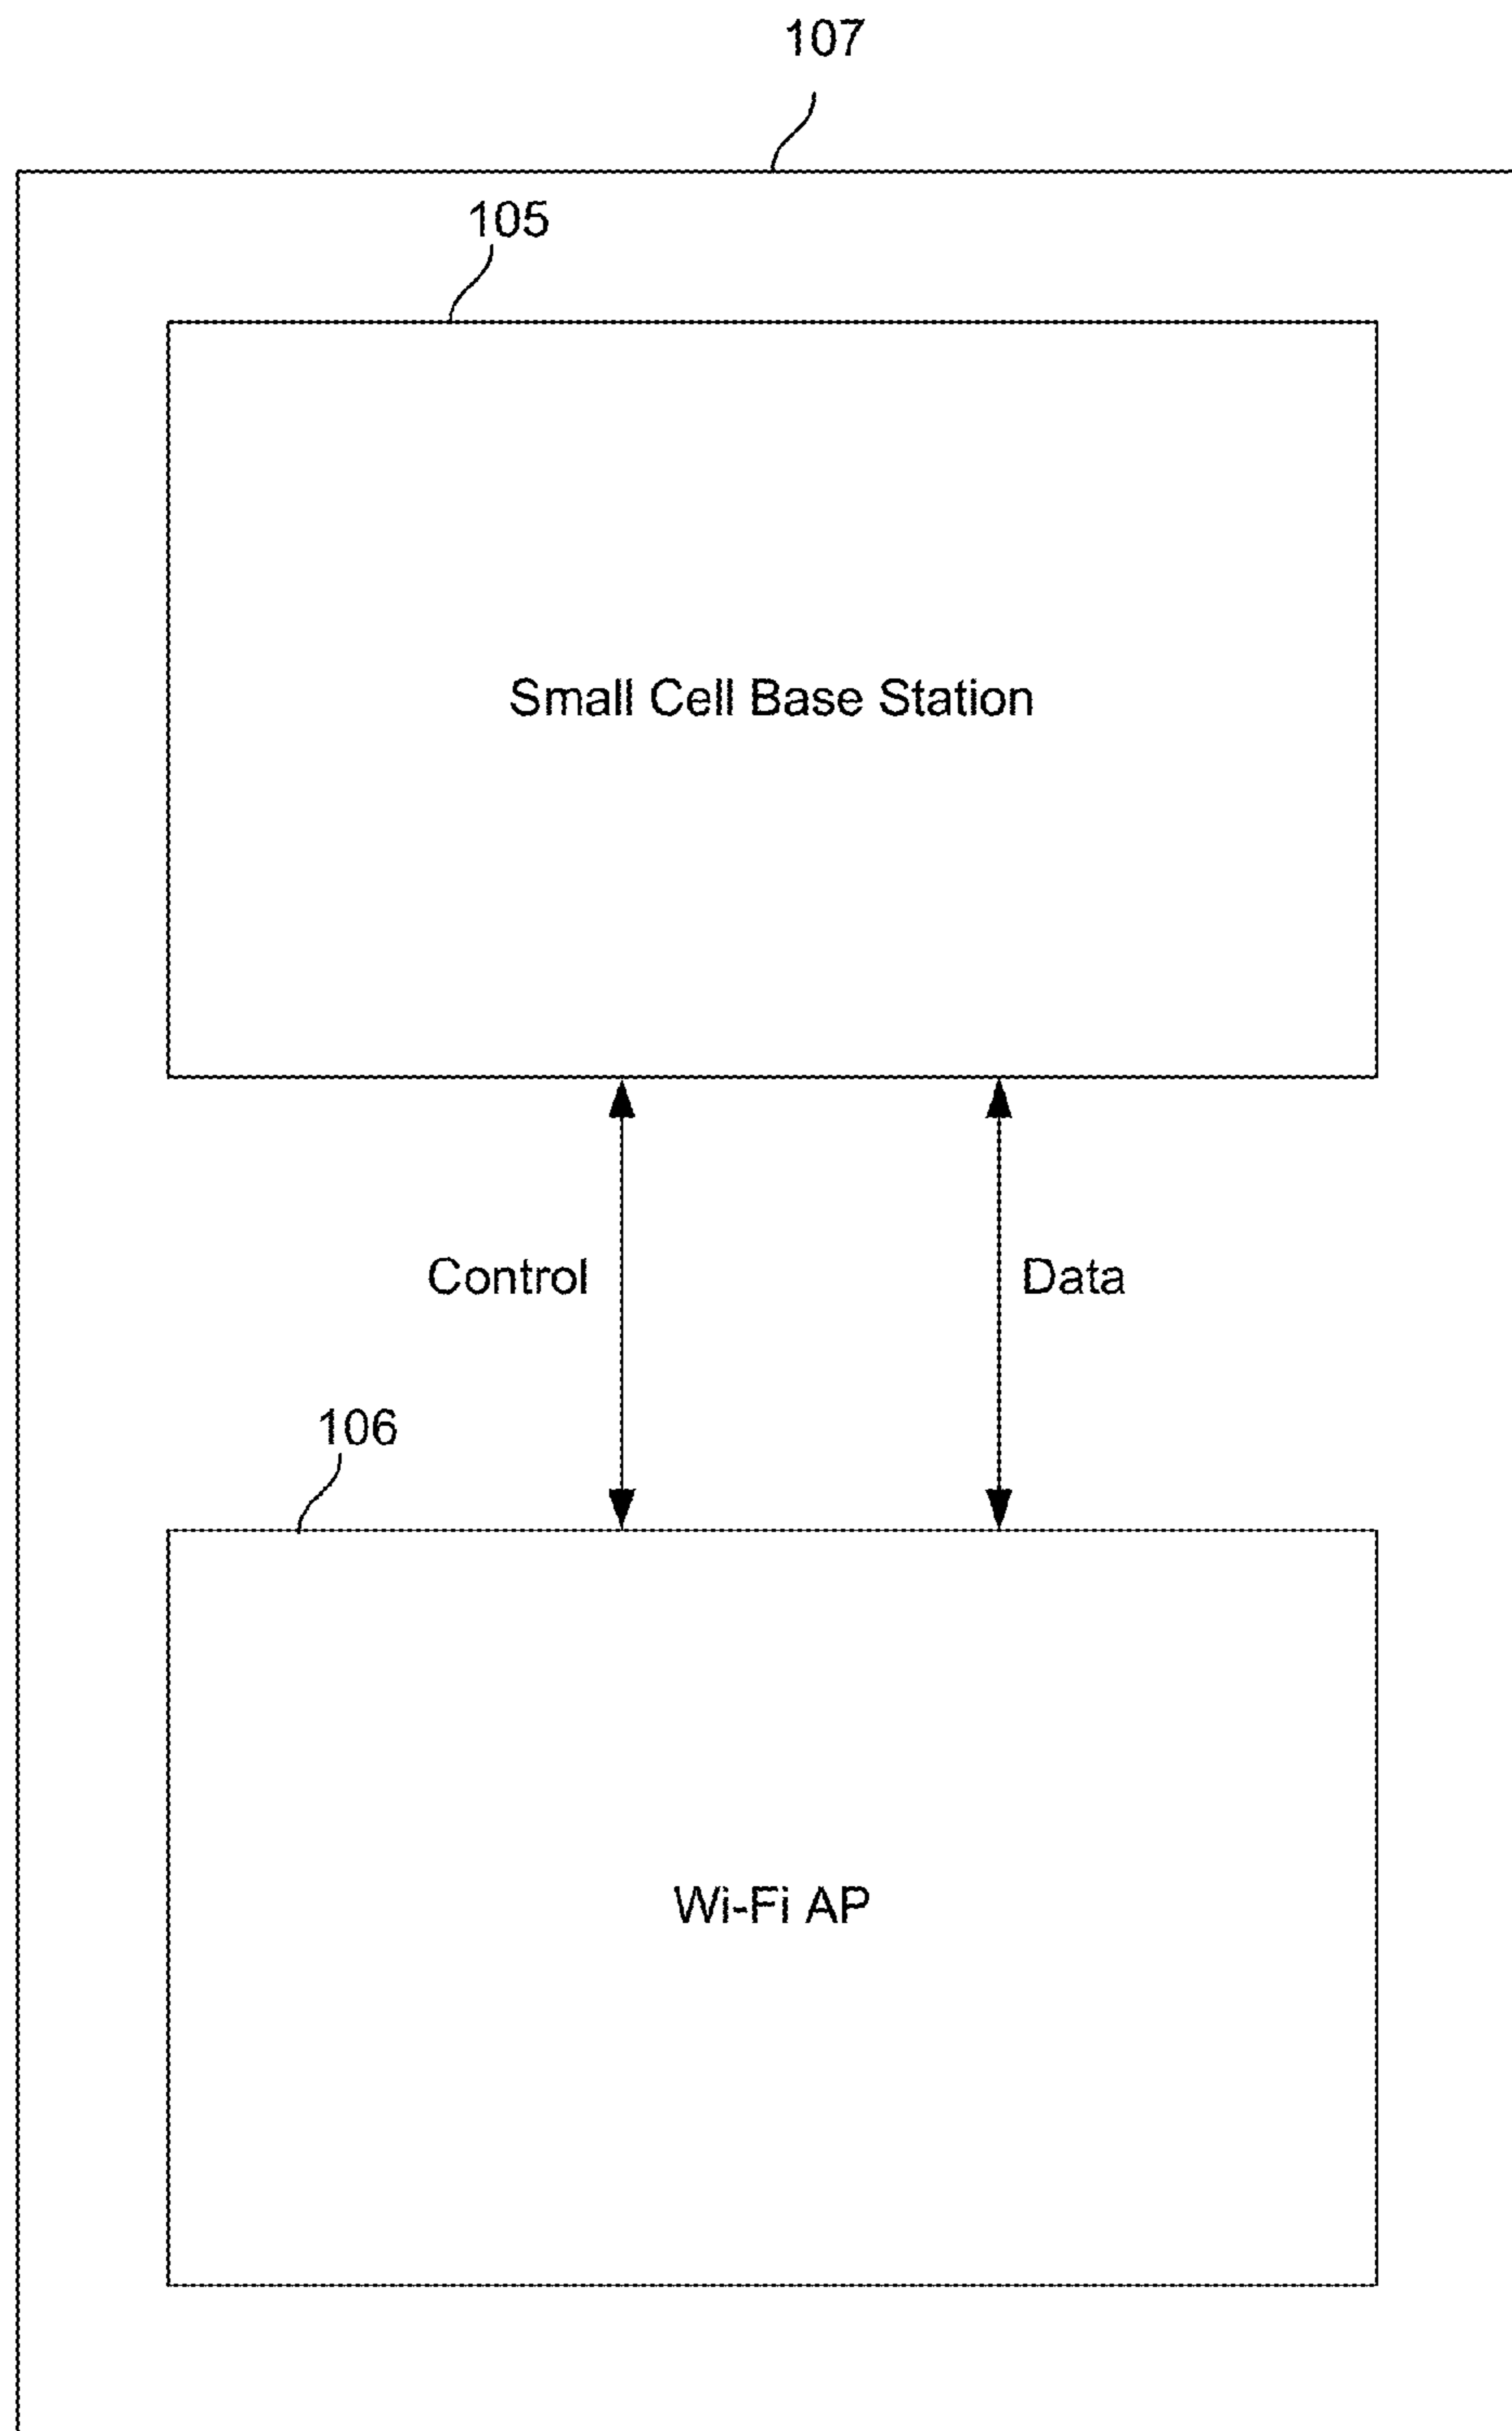 107
105
Small Cell Base Station
Control
Data
106
Wi-Fi AP